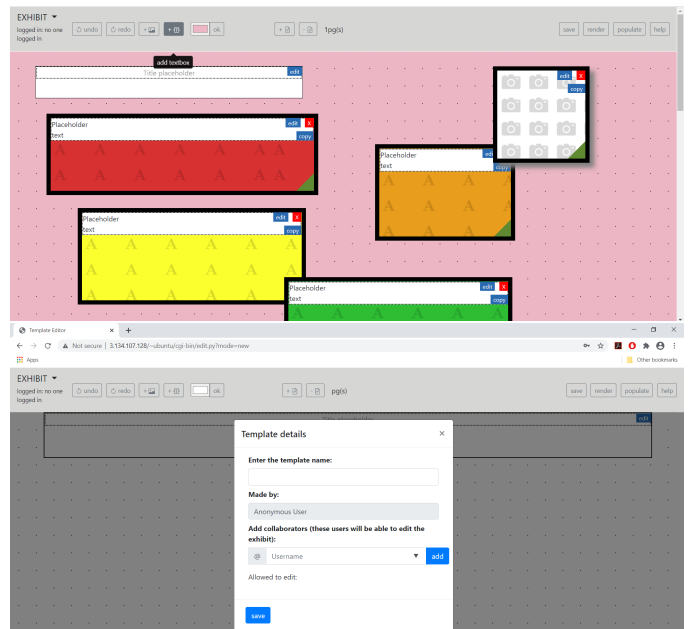 EXHIBIT
logged in: no one
logged in
undo redo + + ok + - 1pg(s) save render populate help
add textbox
Title placeholder edit
edit X
copy
Placeholder edit X
text copy
Placeholder edit
text copy
Placeholder edit X
text copy
Placeholder edit X
text copy
Template Editor
Not secure | 3.134.107.128/~ubuntu/cgi-bin/edit.py?mode=new
Apps Other bookmarks
EXHIBIT
logged in: no one
logged in
undo redo + + ok + - pg(s) save render populate help
Title placeholder edit
Template details
Enter the template name:
Made by:
Anonymous User
Add collaborators (these users will be able to edit the
exhibit):
@ Username add
Allowed to edit:
save